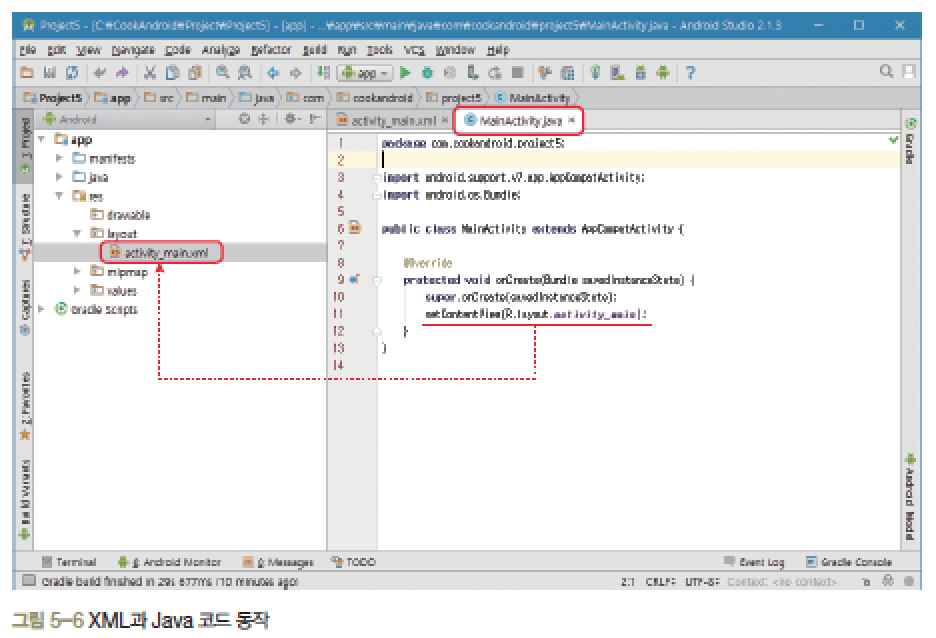 Project5 - [C:₩CookAndroid₩Project₩Project5] - [app] - ...₩app₩src₩main₩java₩com₩cookandroid₩project5₩MainActivity.java - Android Studio 2.1.3
File Edit View Navigate Code Analyze Refactor Build Run Tools VCS Window Help
app
Project5 app src main java com cookandroid project5 MainActivity
Android
activity_main.xml
MainActivity.java
1: Project
7: Structure
Captures
2: Favorites
Build Variants
app
manifests
java
res
drawable
layout
activity_main.xml
mipmap
values
Gradle Scripts
1 package com.cookandroid.project5;
2
3 import android.support.v7.app.AppCompatActivity;
4 import android.os.Bundle;
5
6 public class MainActivity extends AppCompatActivity {
7
8 @Override
9 protected void onCreate(Bundle savedInstanceState) {
10 super.onCreate(savedInstanceState);
11 setContentView(R.layout.activity_main);
12 }
13 }
14
Gradle
Android Model
Terminal 6: Android Monitor 0: Messages TODO Event Log Gradle Console
Gradle build finished in 29s 677ms (10 minutes ago) 2:1 CRLF÷ UTF-8÷ Context: <no context>
그림 5-6 XML과 Java 코드 동작